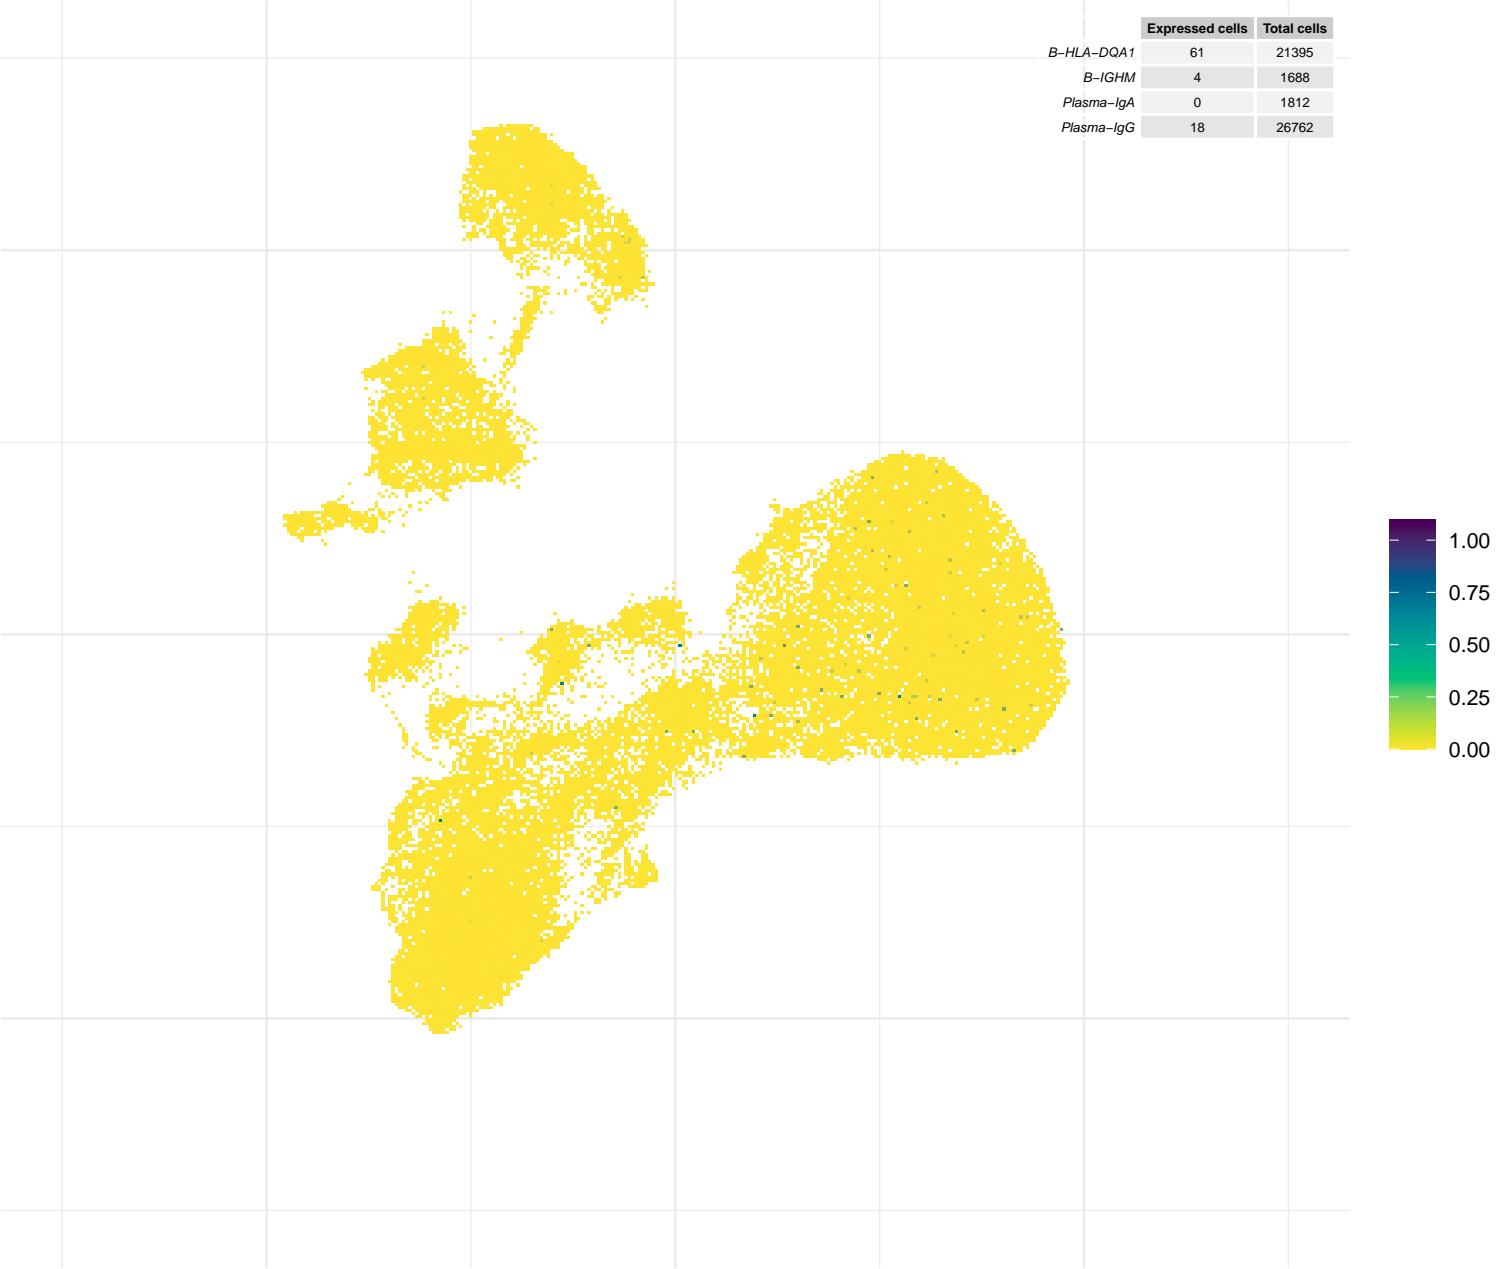 Expressed cells Total cells
B−HLA−DQA1 61 21395
B−IGHM 4 1688
Plasma−IgA 0 1812
Plasma−IgG 18 26762
1.00
0.75
0.50
0.25
0.00